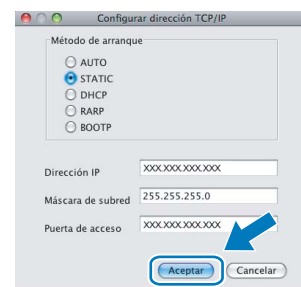 Configurar dirección TCP/IP
Método de arranque
AUTO
STATIC
DHCP
RARP
BOOTP
Dirección IP XXX.XXX.XXX.XXX
Máscara de subred 255.255.255.0
Puerta de acceso XXX.XXX.XXX.XXX
Aceptar Cancelar